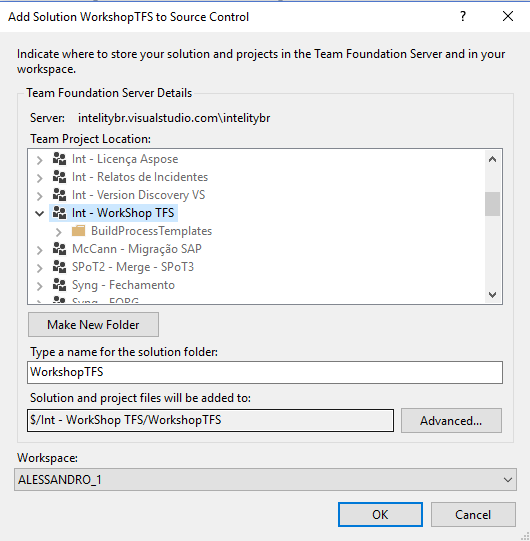 Add Solution WorkshopTFS to Source Control
Indicate where to store your solution and projects in the Team Foundation Server and in your
workspace.
Team Foundation Server Details
Server: intelitybr.visualstudio.com\intelitybr
Team Project Location:
Int - Licença Aspose
Int - Relatos de Incidentes
Int - Version Discovery VS
Int - WorkShop TFS
BuildProcessTemplates
McCann - Migração SAP
SPoT2 - Merge - SPoT3
Syng - Fechamento
Syng - FORG
Make New Folder
Type a name for the solution folder:
WorkshopTFS
Solution and project files will be added to:
$/Int - WorkShop TFS/WorkshopTFS
Advanced...
Workspace:
ALESSANDRO_1
OK
Cancel